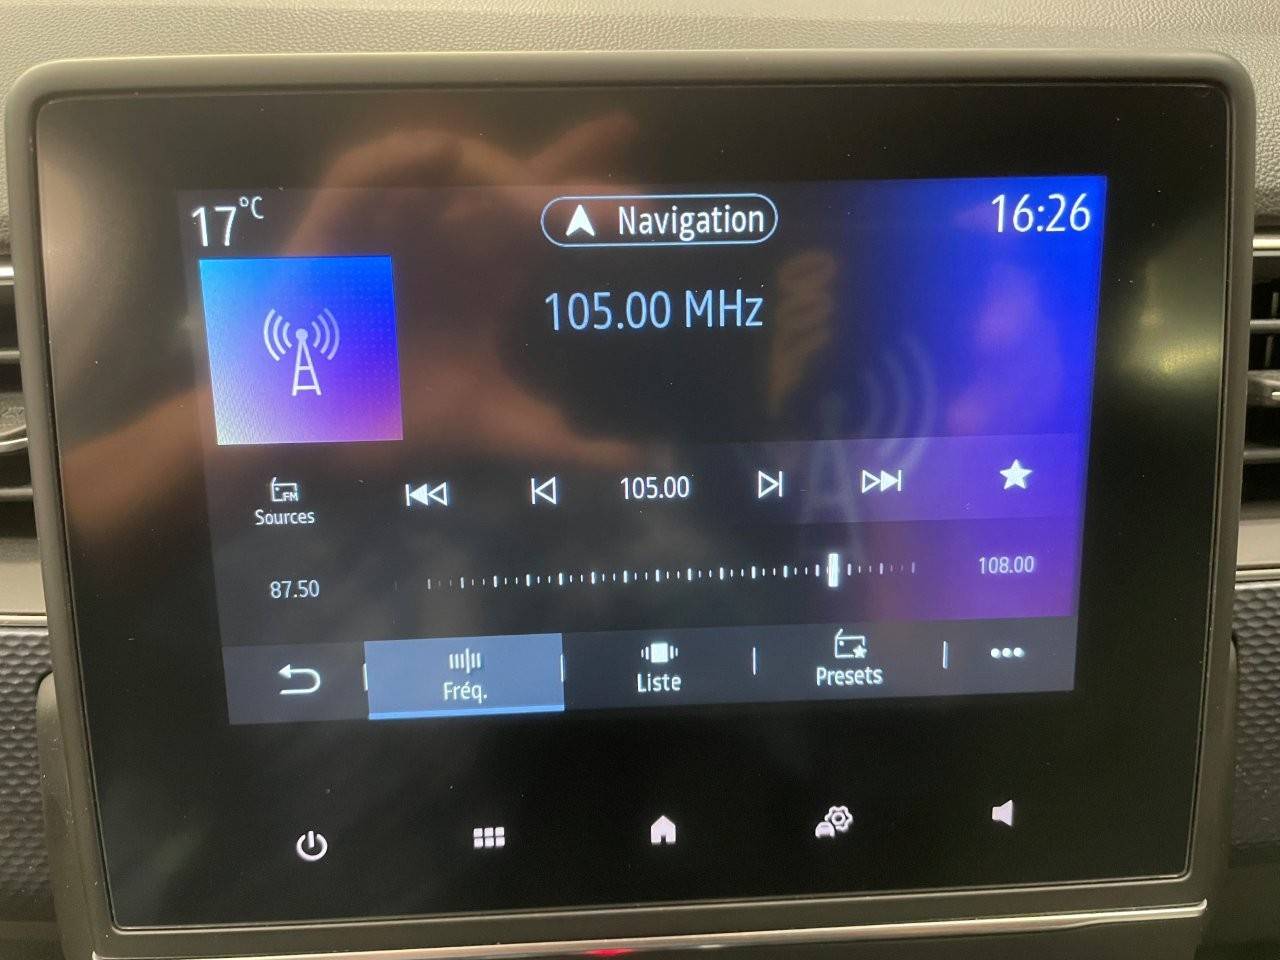 17°C
Navigation
16:26
105.00 MHz
FM
Sources
105.00
87.50
108.00
Fréq.
Liste
Presets